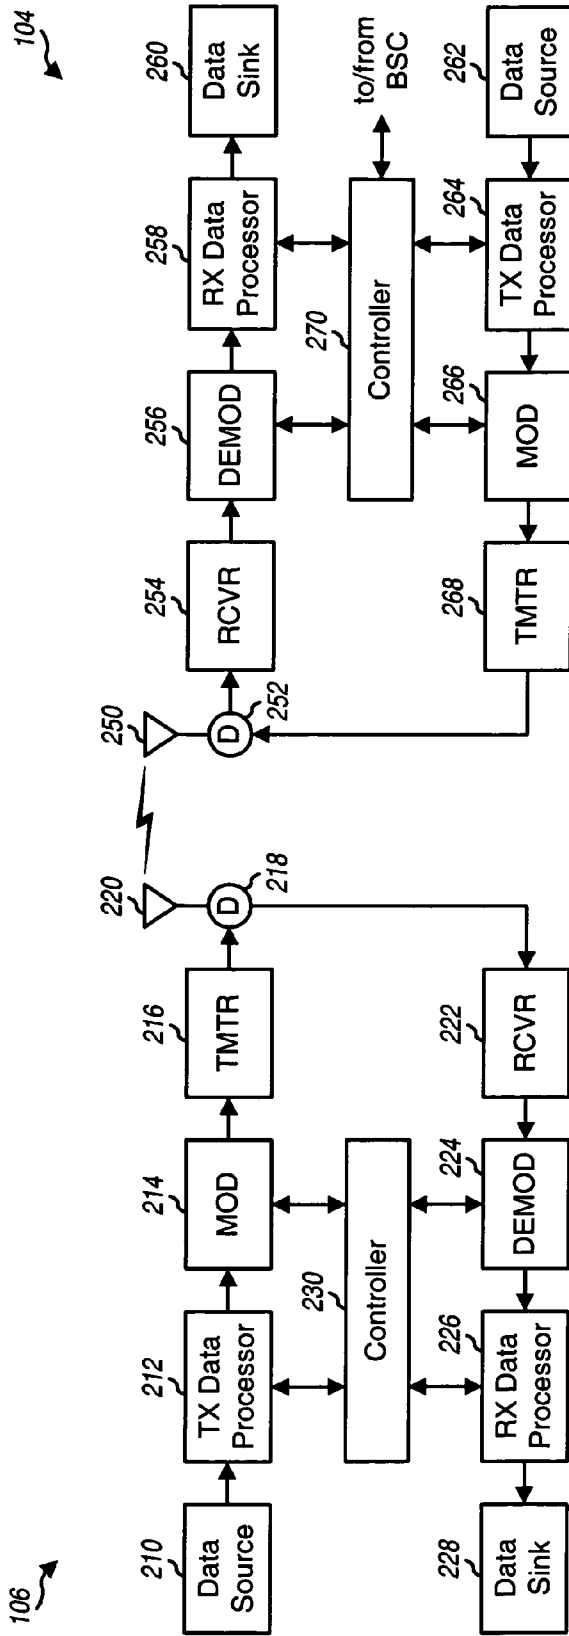 106
104
210
Data
Source
212
TX Data
Processor
214
MOD
216
TMTR
220
D
218
250
D
252
254
RCVR
256
DEMOD
258
RX Data
Processor
260
Data
Sink
230
Controller
270
Controller
to/from
BSC
228
Data
Sink
226
RX Data
Processor
224
DEMOD
222
RCVR
268
TMTR
266
MOD
264
TX Data
Processor
262
Data
Source